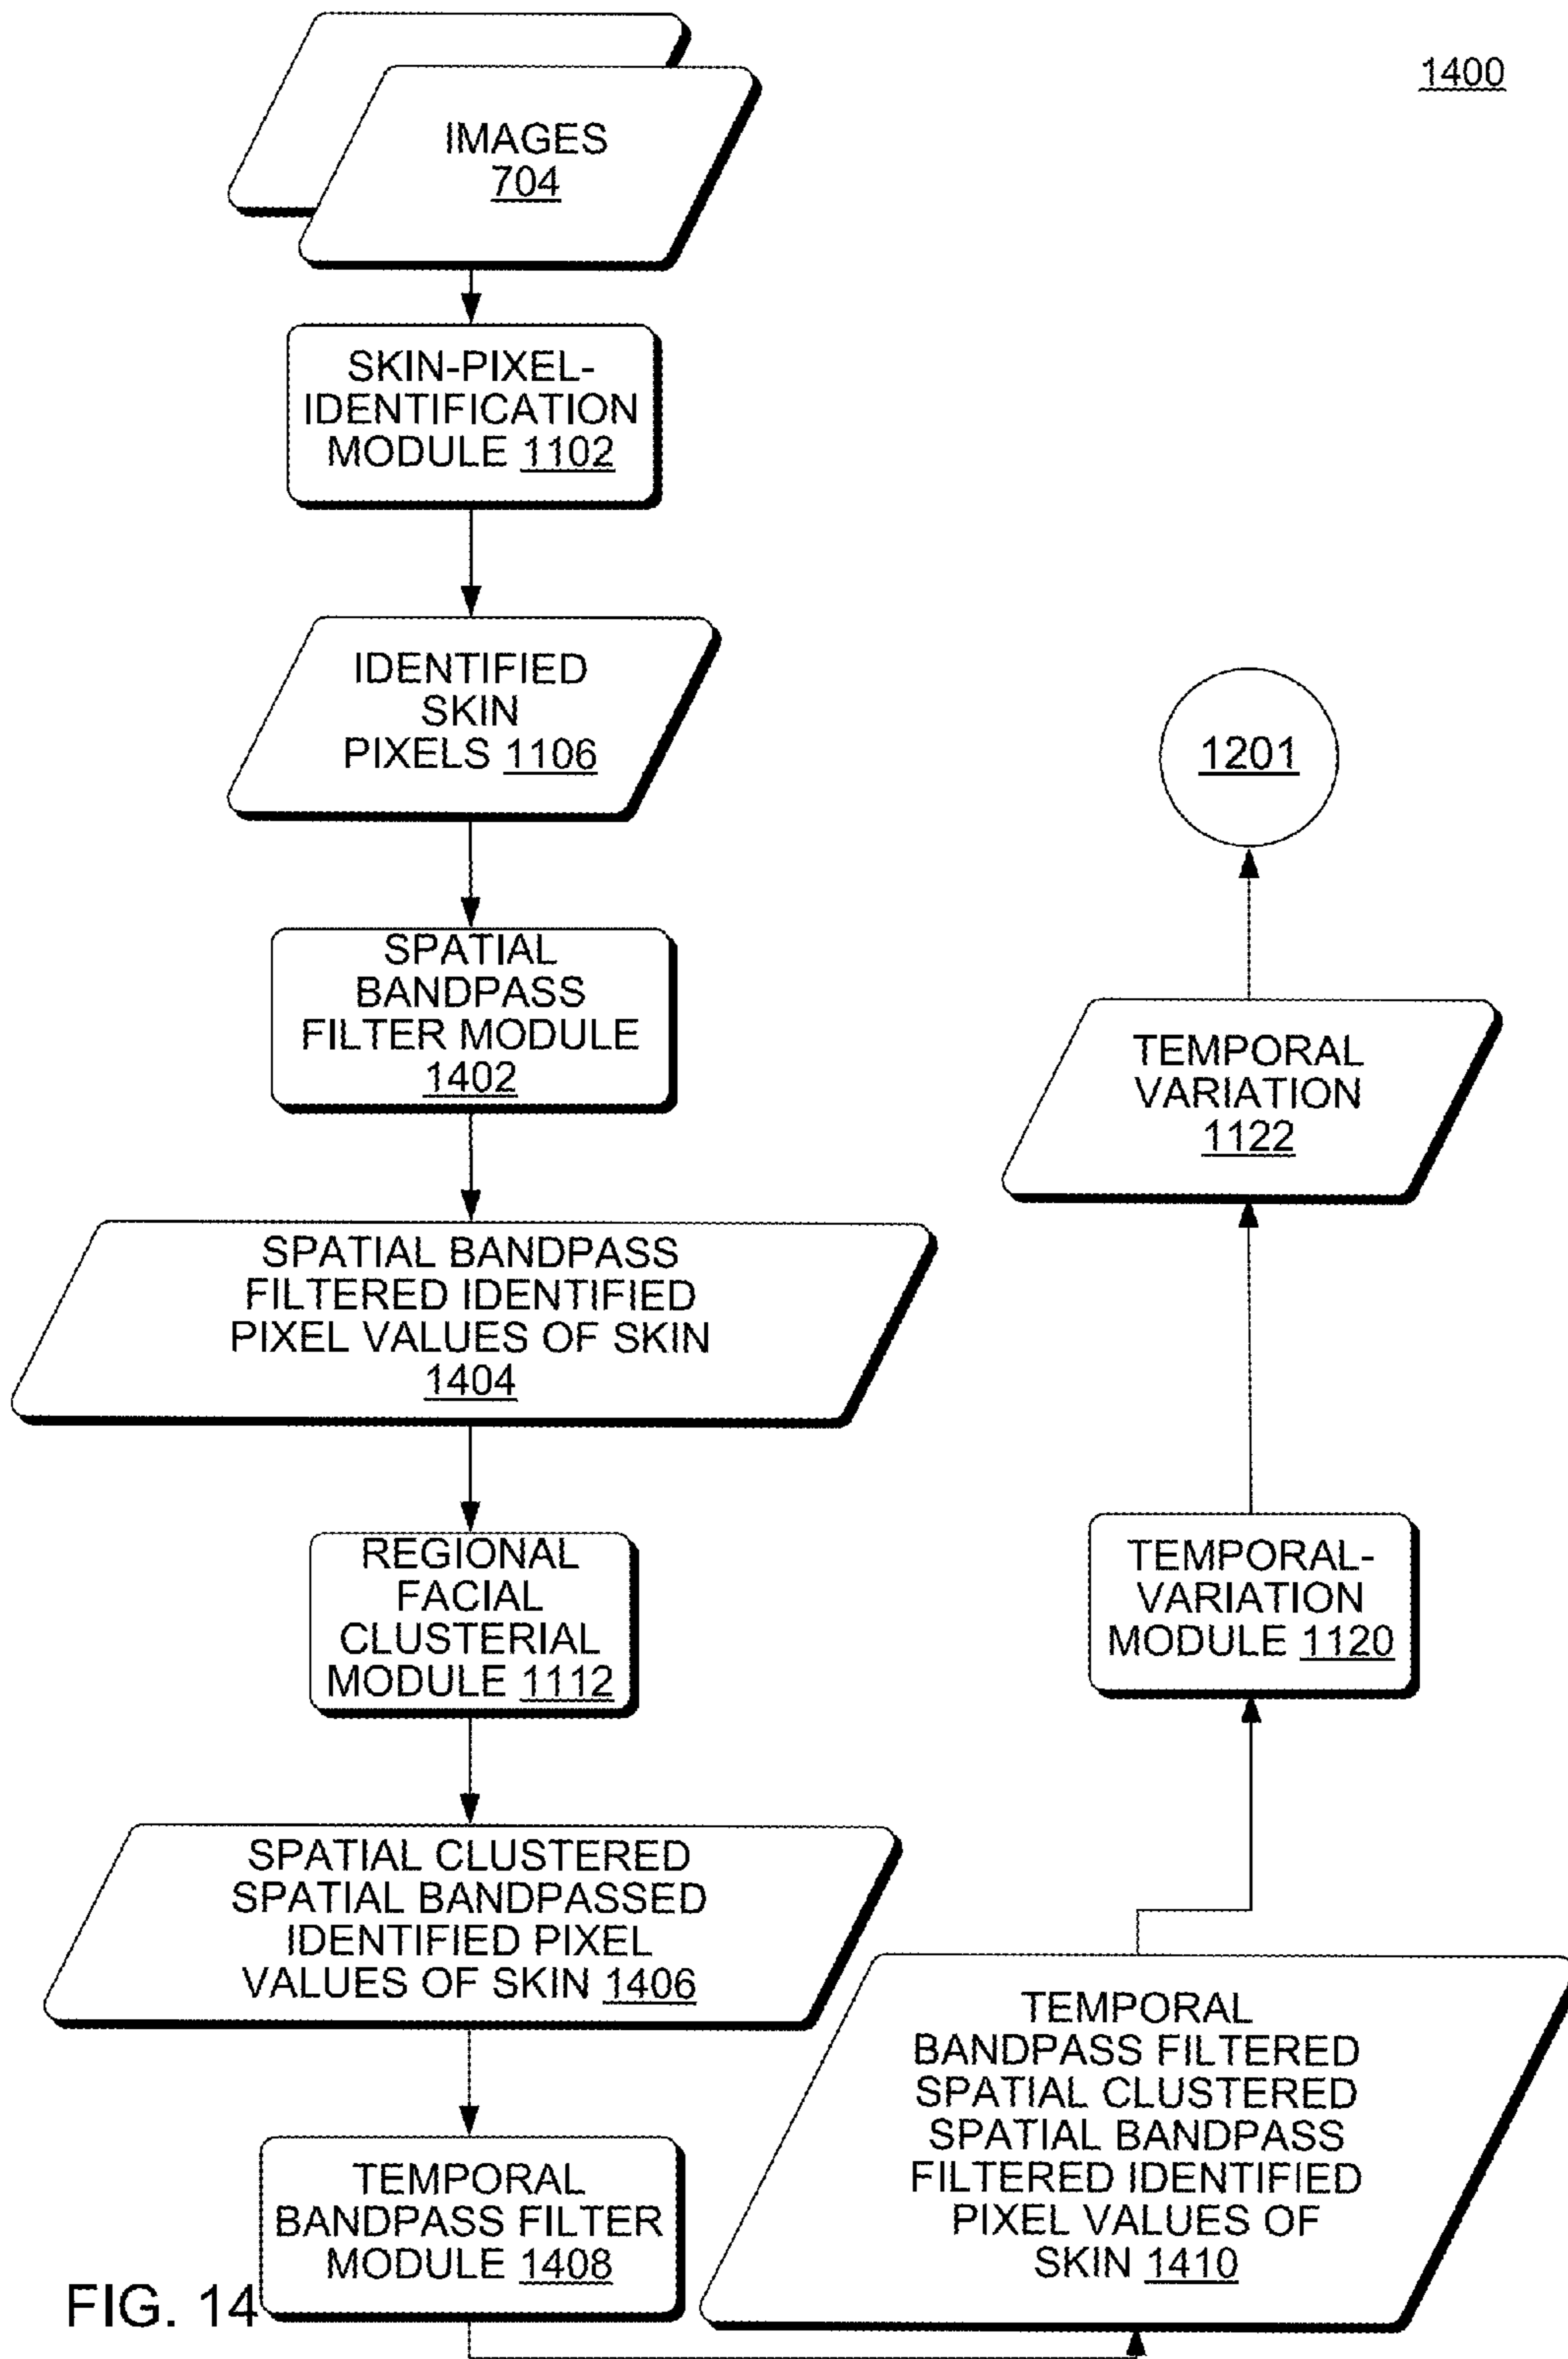 1400
IMAGES
704
SKIN-PIXEL-
IDENTIFICATION
MODULE 1102
IDENTIFIED
SKIN
PIXELS 1106
SPATIAL
BANDPASS
FILTER MODULE
1402
SPATIAL BANDPASS
FILTERED IDENTIFIED
PIXEL VALUES OF SKIN
1404
REGIONAL
FACIAL
CLUSTERIAL
MODULE 1112
SPATIAL CLUSTERED
SPATIAL BANDPASSED
IDENTIFIED PIXEL
VALUES OF SKIN 1406
TEMPORAL
BANDPASS FILTER
MODULE 1408
TEMPORAL
BANDPASS FILTERED
SPATIAL CLUSTERED
SPATIAL BANDPASS
FILTERED IDENTIFIED
PIXEL VALUES OF
SKIN 1410
TEMPORAL-
VARIATION
MODULE 1120
TEMPORAL
VARIATION
1122
1201
FIG. 14